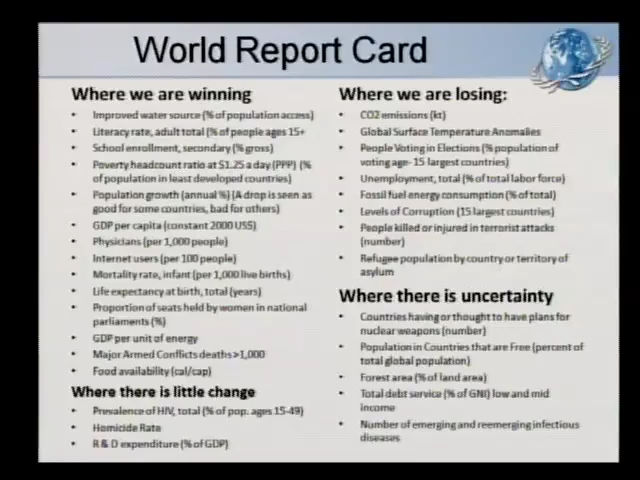 World Report Card
Where we are winning
Improved water source (% of population access)
Literacy rate, adult total (% of people ages 15+
School enrollment, secondary (% gross)
Poverty headcount ratio at $1.25 a day (PPP) (%
of population in least developed countries)
Population growth (annual %) (A drop is seen as
good for some countries, bad for others)
GDP per capita (constant 2000 US$)
Physicians (per 1,000 people)
Internet users (per 100 people)
Mortality rate, infant (per 1,000 live births)
Life expectancy at birth, total (years)
Proportion of seats held by women in national
parliaments (%)
GDP per unit of energy
Major Armed Conflicts deaths >1,000
Food availability (cal/cap)
Where there is little change
Prevalence of HIV, total (% of pop. ages 15-49)
Homicide Rate
R & D expenditure (% of GDP)
Where we are losing:
CO2 emissions (kt)
Global Surface Temperature Anomalies
People Voting in Elections (% population of
voting age- 15 largest countries)
Unemployment, total (% of total labor force)
Fossil fuel energy consumption (% of total)
Levels of Corruption (15 largest countries)
People killed or injured in terrorist attacks
(number)
Refugee population by country or territory of
asylum
Where there is uncertainty
Countries having or thought to have plans for
nuclear weapons (number)
Population in Countries that are Free (percent of
total global population)
Forest area (% of land area)
Total debt service (% of GNI) low and mid
income
Number of emerging and reemerging infectious
diseases